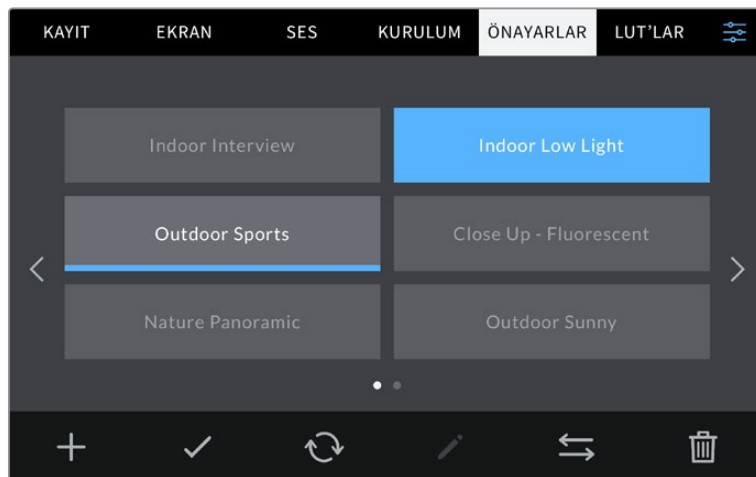 KAYIT EKRAN SES KURULUM ÖNAYARLAR LUT'LAR
Indoor Interview Indoor Low Light
Outdoor Sports Close Up - Fluorescent
Nature Panoramic Outdoor Sunny